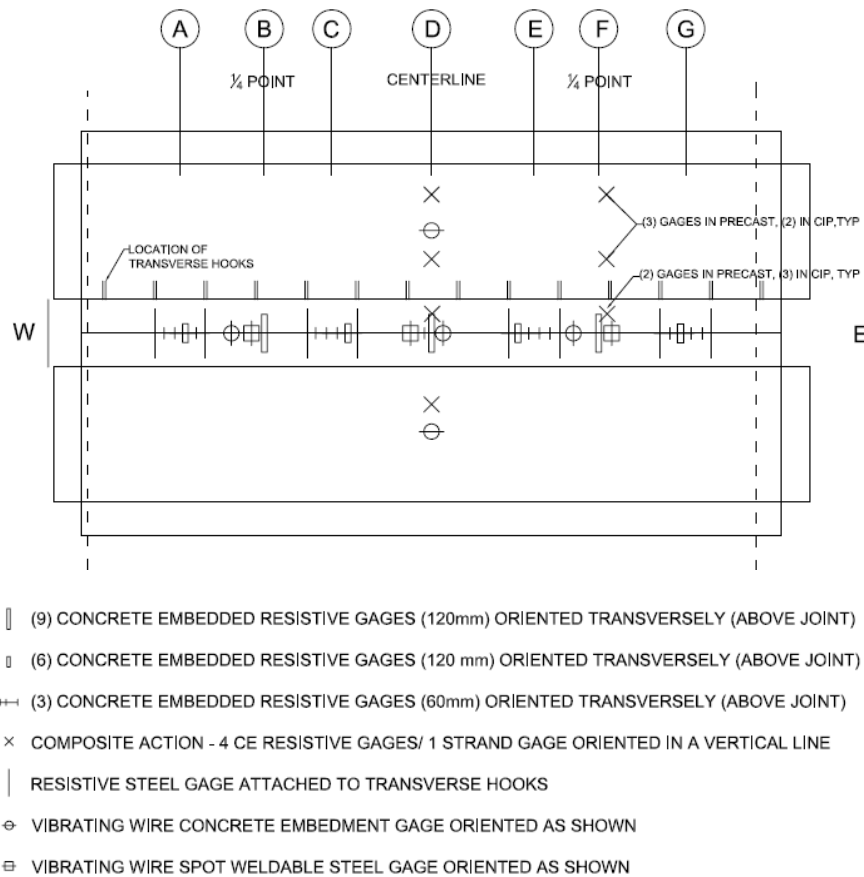 A B C D E F G
¼ POINT CENTERLINE ¼ POINT
(3) GAGES IN PRECAST, (2) IN CIP,TYP
LOCATION OF
TRANSVERSE HOOKS
(2) GAGES IN PRECAST, (3) IN CIP, TYP
W E
(9) CONCRETE EMBEDDED RESISTIVE GAGES (120mm) ORIENTED TRANSVERSELY (ABOVE JOINT)
(6) CONCRETE EMBEDDED RESISTIVE GAGES (120 mm) ORIENTED TRANSVERSELY (ABOVE JOINT)
(3) CONCRETE EMBEDDED RESISTIVE GAGES (60mm) ORIENTED TRANSVERSELY (ABOVE JOINT)
COMPOSITE ACTION - 4 CE RESISTIVE GAGES/ 1 STRAND GAGE ORIENTED IN A VERTICAL LINE
RESISTIVE STEEL GAGE ATTACHED TO TRANSVERSE HOOKS
VIBRATING WIRE CONCRETE EMBEDMENT GAGE ORIENTED AS SHOWN
VIBRATING WIRE SPOT WELDABLE STEEL GAGE ORIENTED AS SHOWN